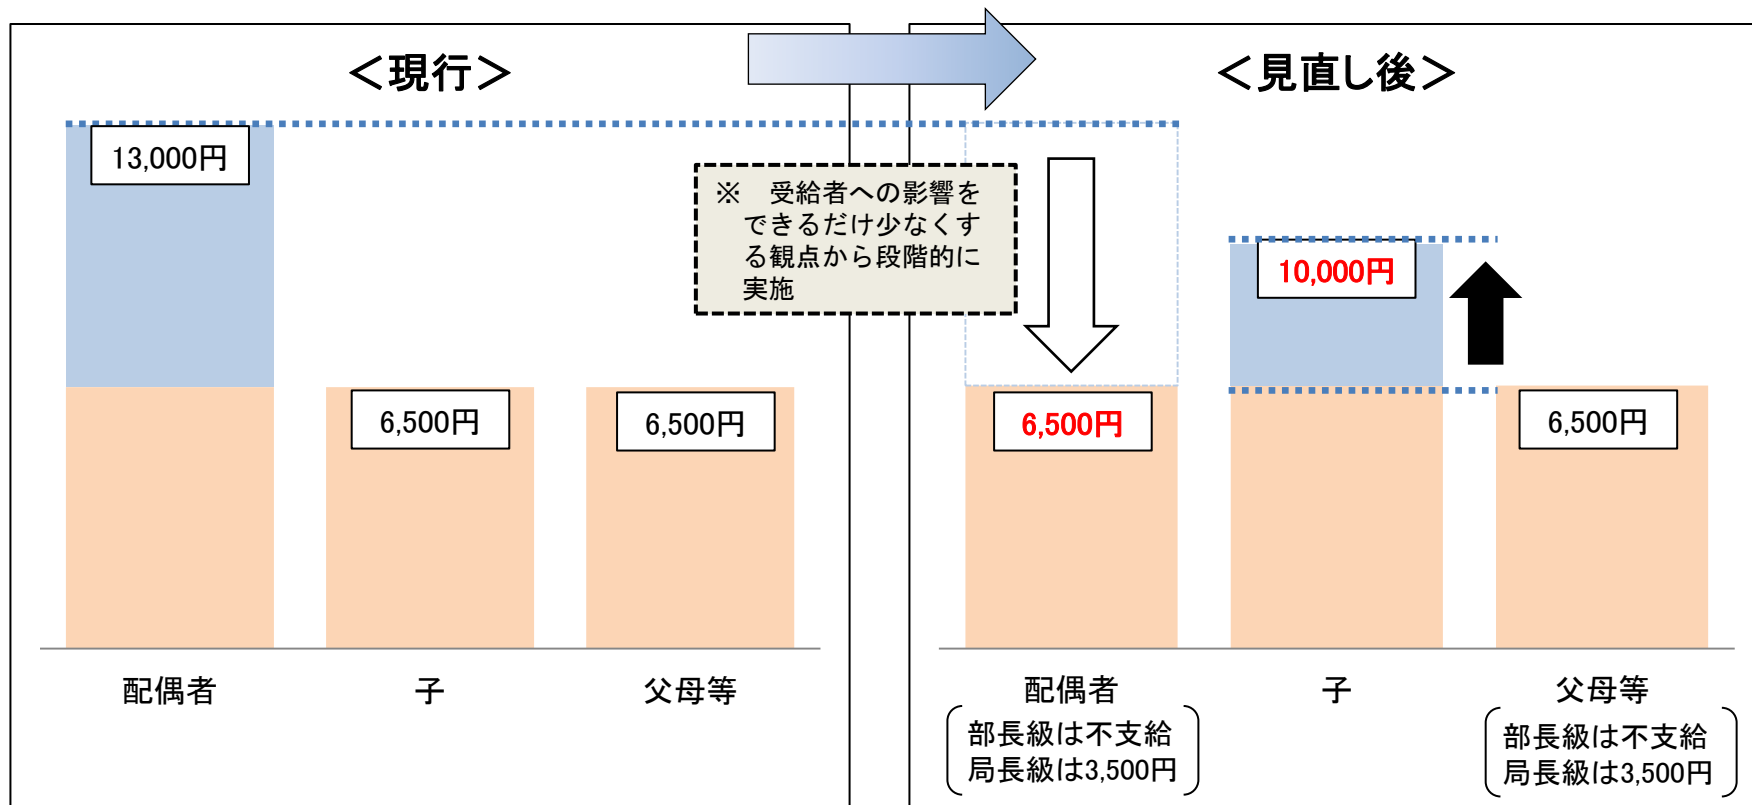 ＜現行＞
13,000円
6,500円
6,500円
配偶者
子
父母等
※　受給者への影響を
できるだけ少なくす
る観点から段階的に
実施
＜見直し後＞
6,500円
10,000円
6,500円
配偶者
部長級は不支給
局長級は3,500円
子
父母等
部長級は不支給
局長級は3,500円